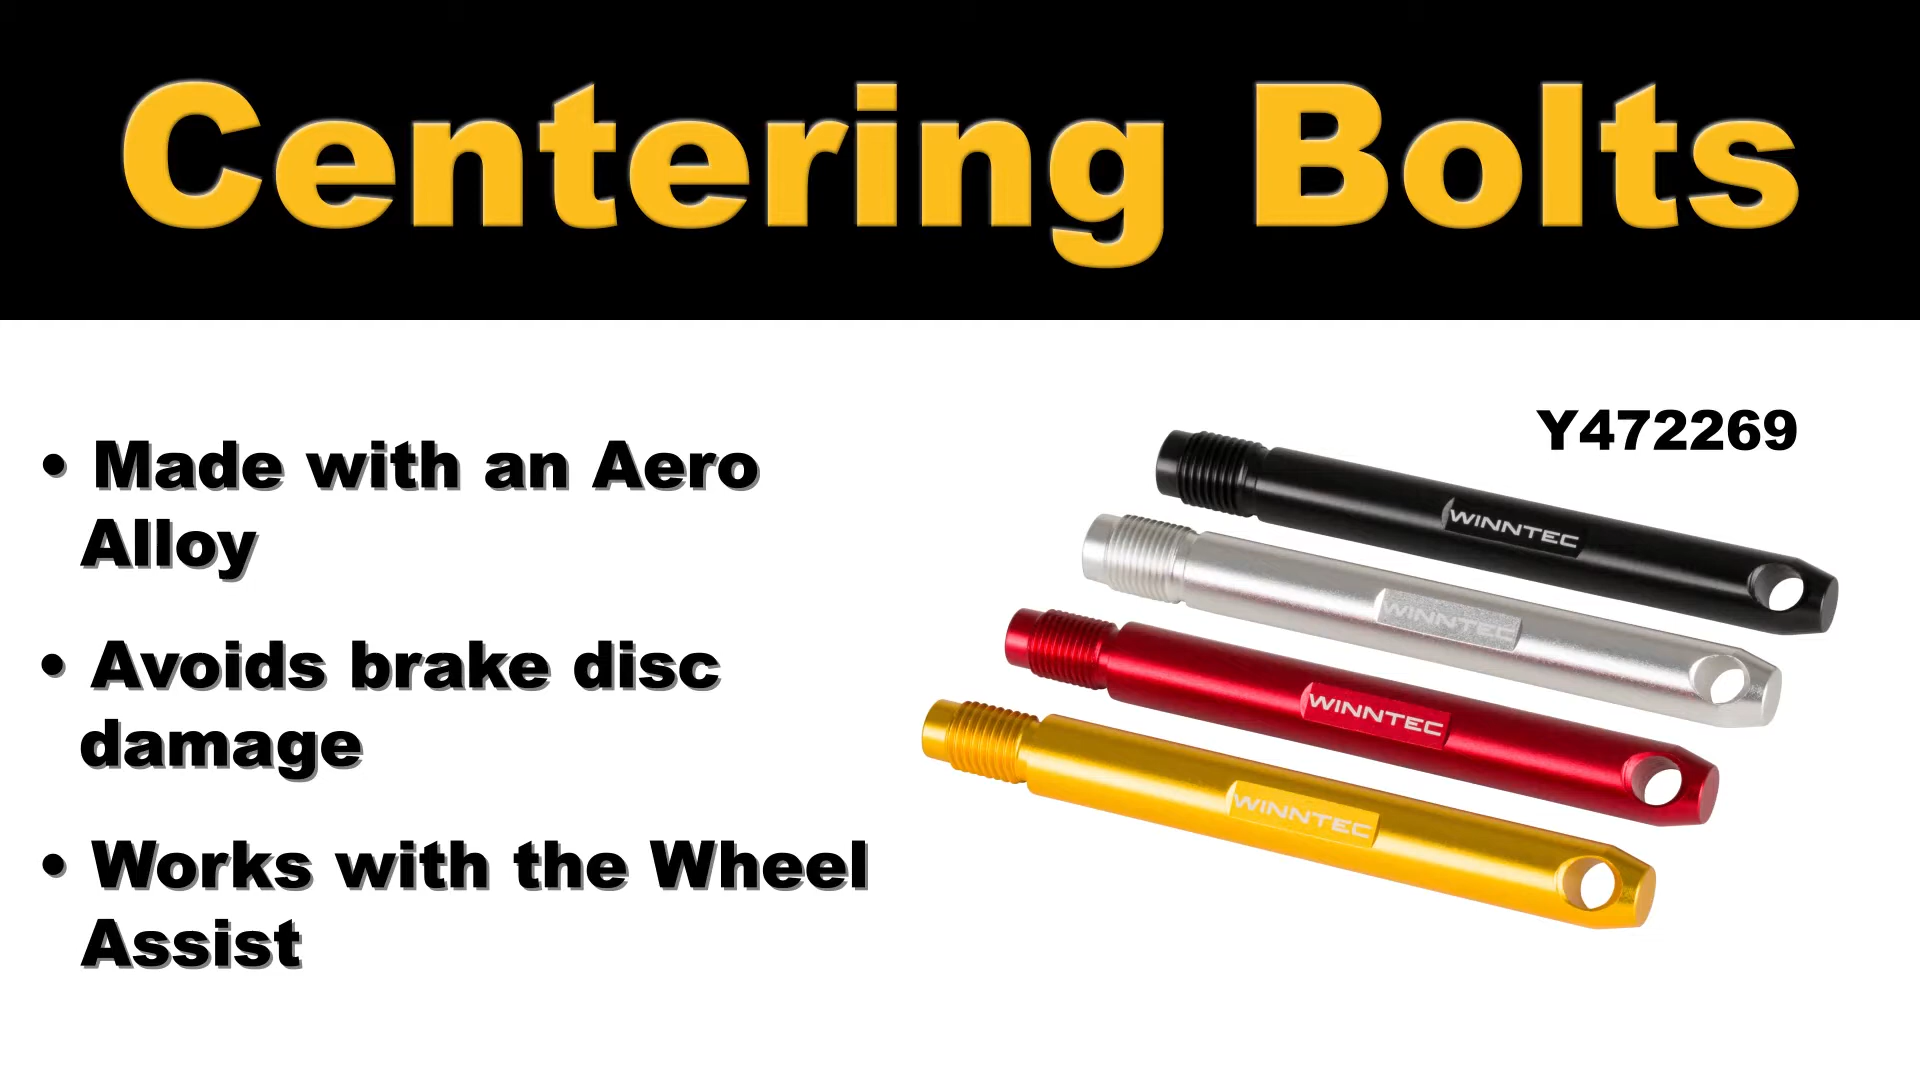 Centering Bolts
Y472269
• Made with an Aero
Alloy
• Avoids brake disc
damage
• Works with the Wheel
Assist
WINNTEC
WINNTEC
WINNTEC
WINNTEC